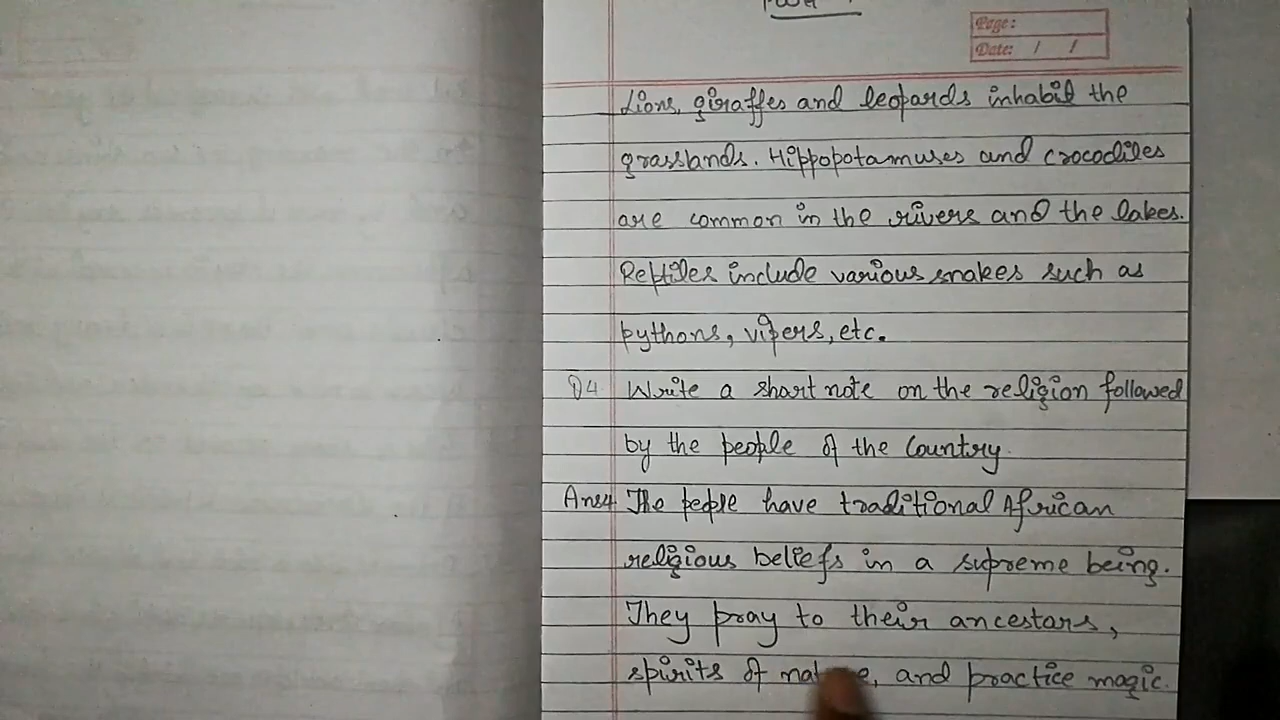 Page:
Date: / /
Lions, giraffes and leopards inhabit the
grasslands. Hippopotamuses and crocodiles
are common in the rivers and the lakes.
Reptiles include various snakes such as
pythons, vipers, etc.
Q4 Write a short note on the religion followed
by the people of the Country.
Ans4 The people have traditional African
religious beliefs in a supreme being.
They pray to their ancestars,
spirits of and practice magic.